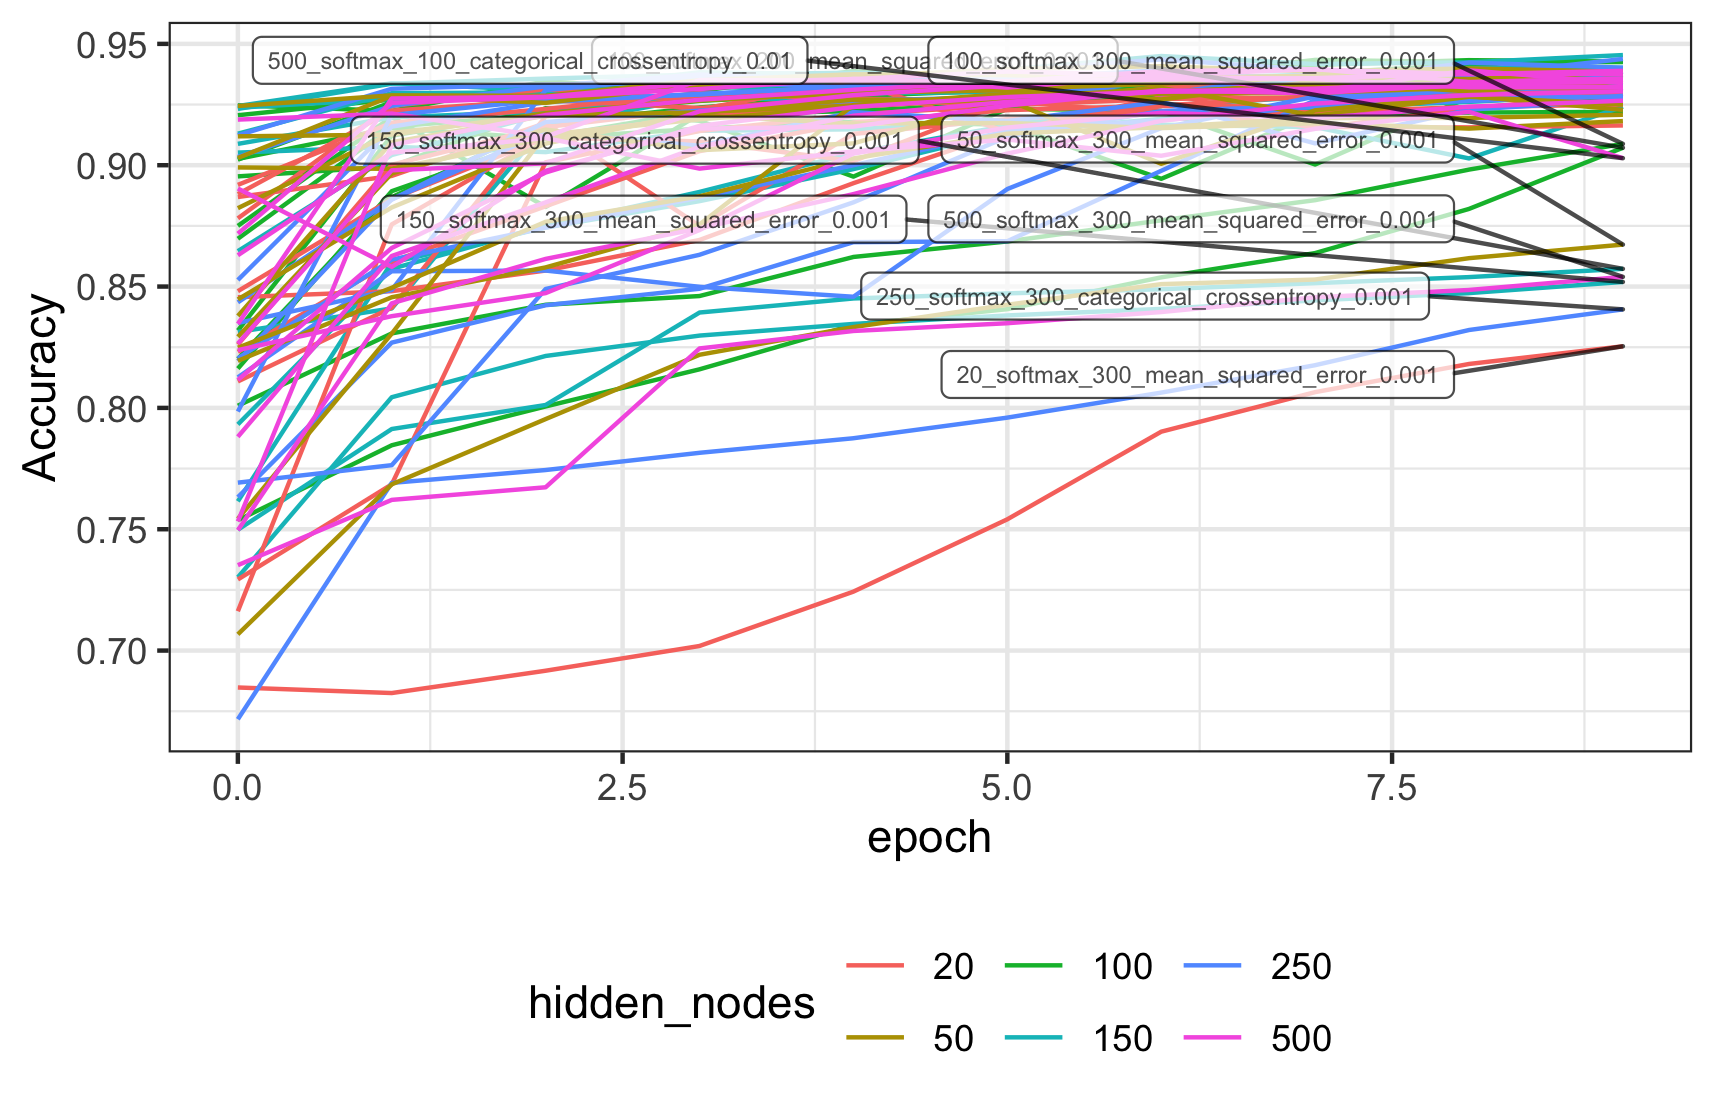 0.95
0.90
0.85
0.80
0.75
0.70
Accuracy
500_softmax_100_categorical_crossentropy_0.01
100_softmax_300_mean_squared_error_0.001
150_softmax_300_categorical_crossentropy_0.001
50_softmax_300_mean_squared_error_0.001
150_softmax_300_mean_squared_error_0.001
500_softmax_300_mean_squared_error_0.001
250_softmax_300_categorical_crossentropy_0.001
20_softmax_300_mean_squared_error_0.001
0.0 2.5 5.0 7.5
epoch
hidden_nodes
20 100 250
50 150 500